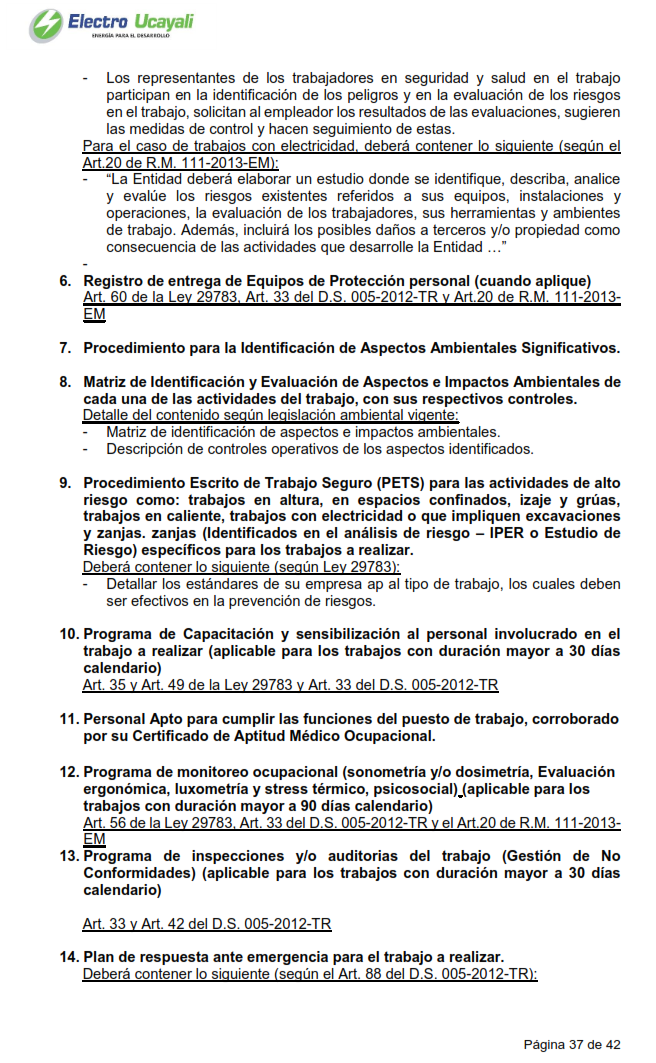 Electro Ucayali
ENERGÍA PARA EL DESARROLLO
- Los representantes de los trabajadores en seguridad y salud en el trabajo
participan en la identificación de los peligros y en la evaluación de los riesgos
en el trabajo, solicitan al empleador los resultados de las evaluaciones, sugieren
las medidas de control y hacen seguimiento de estas.
Para el caso de trabajos con electricidad, deberá contener lo siguiente (según el
Art.20 de R.M. 111-2013-EM):
- “La Entidad deberá elaborar un estudio donde se identifique, describa, analice
y evalúe los riesgos existentes referidos a sus equipos, instalaciones y
operaciones, la evaluación de los trabajadores, sus herramientas y ambientes
de trabajo. Además, incluirá los posibles daños a terceros y/o propiedad como
consecuencia de las actividades que desarrolle la Entidad …”
-
6. Registro de entrega de Equipos de Protección personal (cuando aplique)
Art. 60 de la Ley 29783, Art. 33 del D.S. 005-2012-TR y Art.20 de R.M. 111-2013-
EM
7. Procedimiento para la Identificación de Aspectos Ambientales Significativos.
8. Matriz de Identificación y Evaluación de Aspectos e Impactos Ambientales de
cada una de las actividades del trabajo, con sus respectivos controles.
Detalle del contenido según legislación ambiental vigente:
- Matriz de identificación de aspectos e impactos ambientales.
- Descripción de controles operativos de los aspectos identificados.
9. Procedimiento Escrito de Trabajo Seguro (PETS) para las actividades de alto
riesgo como: trabajos en altura, en espacios confinados, izaje y grúas,
trabajos en caliente, trabajos con electricidad o que impliquen excavaciones
y zanjas. zanjas (Identificados en el análisis de riesgo – IPER o Estudio de
Riesgo) específicos para los trabajos a realizar.
Deberá contener lo siguiente (según Ley 29783):
- Detallar los estándares de su empresa ap al tipo de trabajo, los cuales deben
ser efectivos en la prevención de riesgos.
10. Programa de Capacitación y sensibilización al personal involucrado en el
trabajo a realizar (aplicable para los trabajos con duración mayor a 30 días
calendario)
Art. 35 y Art. 49 de la Ley 29783 y Art. 33 del D.S. 005-2012-TR
11. Personal Apto para cumplir las funciones del puesto de trabajo, corroborado
por su Certificado de Aptitud Médico Ocupacional.
12. Programa de monitoreo ocupacional (sonometría y/o dosimetría, Evaluación
ergonómica, luxometría y stress térmico, psicosocial) (aplicable para los
trabajos con duración mayor a 90 días calendario)
Art. 56 de la Ley 29783, Art. 33 del D.S. 005-2012-TR y el Art.20 de R.M. 111-2013-
EM
13. Programa de inspecciones y/o auditorias del trabajo (Gestión de No
Conformidades) (aplicable para los trabajos con duración mayor a 30 días
calendario)
Art. 33 y Art. 42 del D.S. 005-2012-TR
14. Plan de respuesta ante emergencia para el trabajo a realizar.
Deberá contener lo siguiente (según el Art. 88 del D.S. 005-2012-TR):
Página 37 de 42